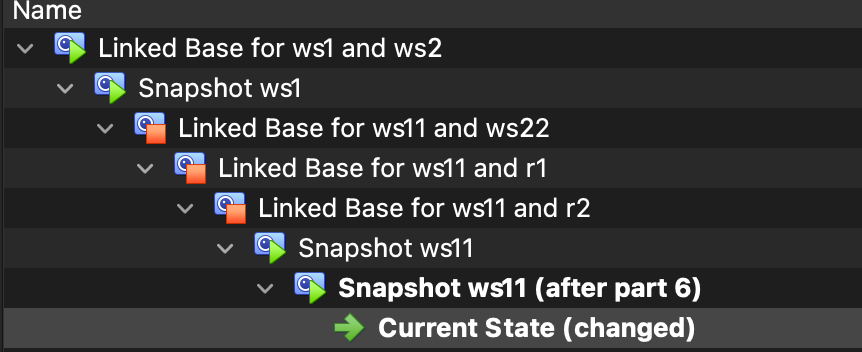 Name
Linked Base for ws1 and ws2
Snapshot ws1
Linked Base for ws11 and ws22
Linked Base for ws11 and r1
Linked Base for ws11 and r2
Snapshot ws11
Snapshot ws11 (after part 6)
Current State (changed)